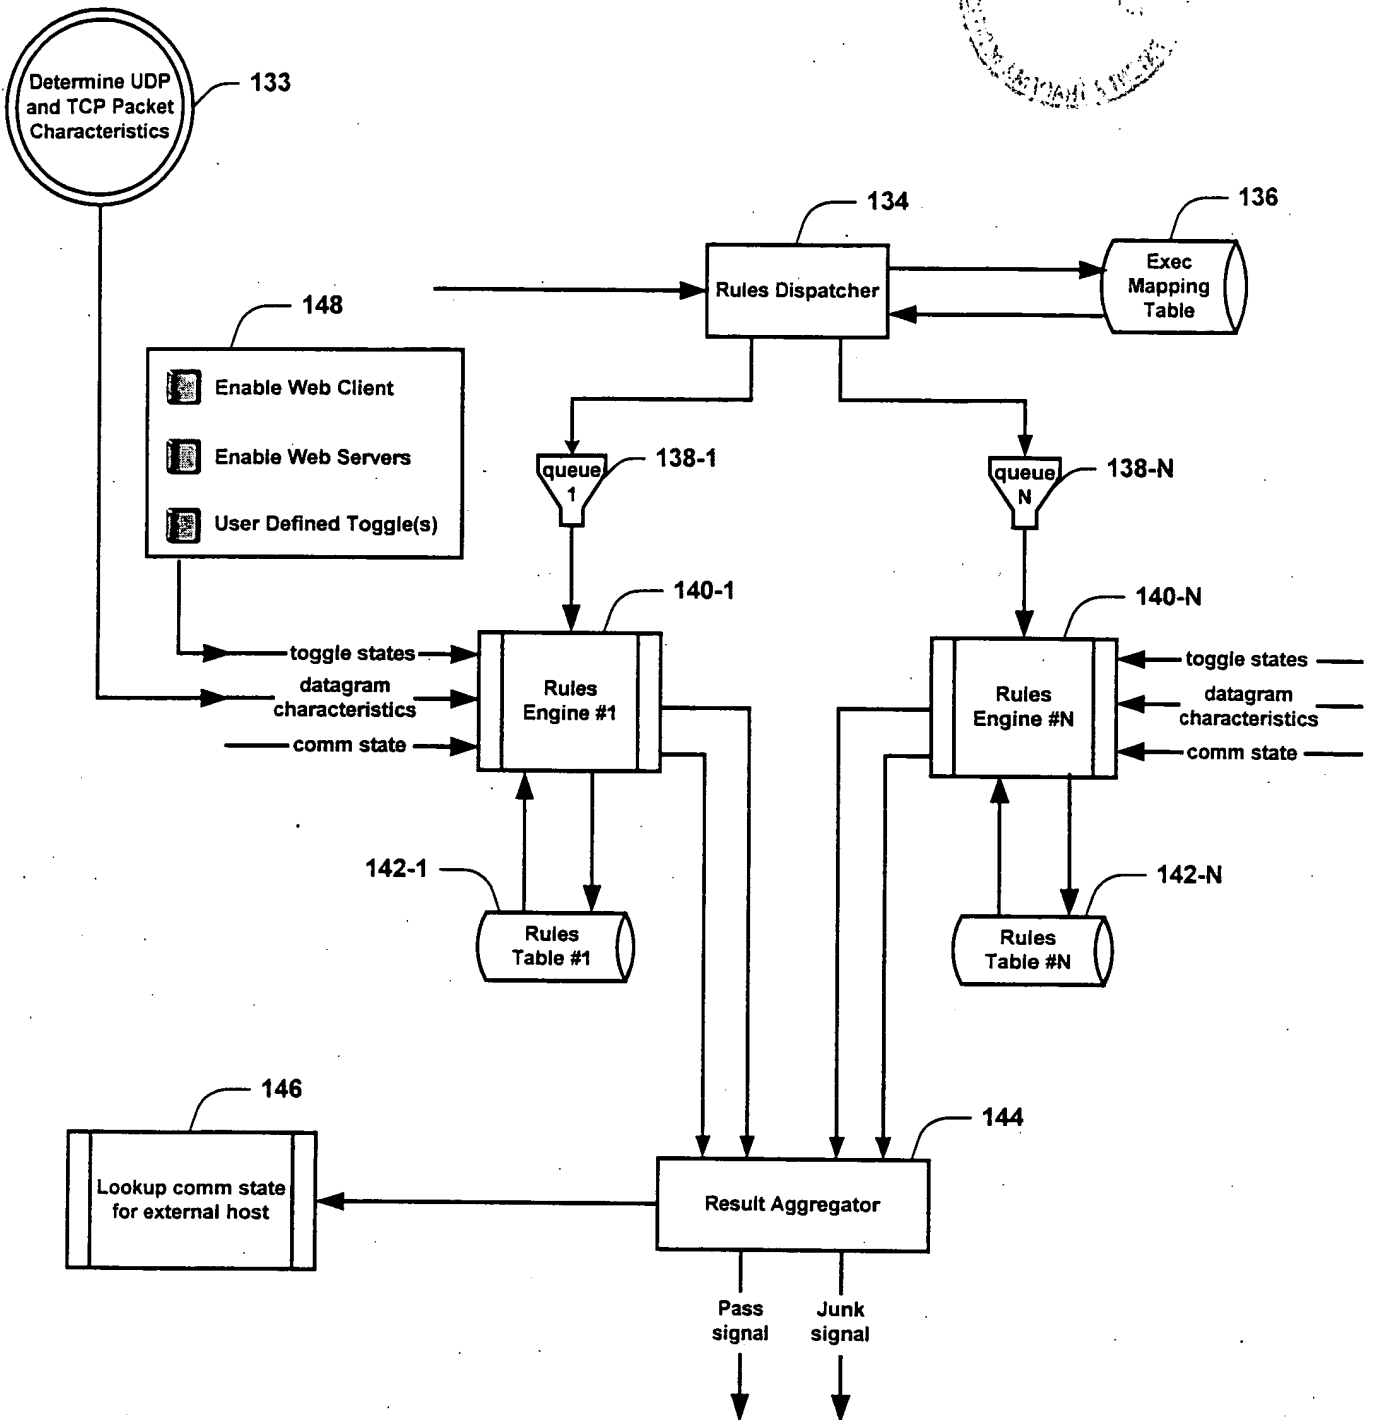 Determine UDP
and TCP Packet
Characteristics
133
134
136
Rules Dispatcher
Exec
Mapping
Table
148
Enable Web Client
Enable Web Servers
User Defined Toggle(s)
queue
1
138-1
queue
N
138-N
140-1
140-N
toggle states
datagram
characteristics
comm state
Rules
Engine #1
Rules
Engine #N
toggle states
datagram
characteristics
comm state
142-1
Rules
Table #1
142-N
Rules
Table #N
146
Lookup comm state
for external host
144
Result Aggregator
Pass
signal
Junk
signal